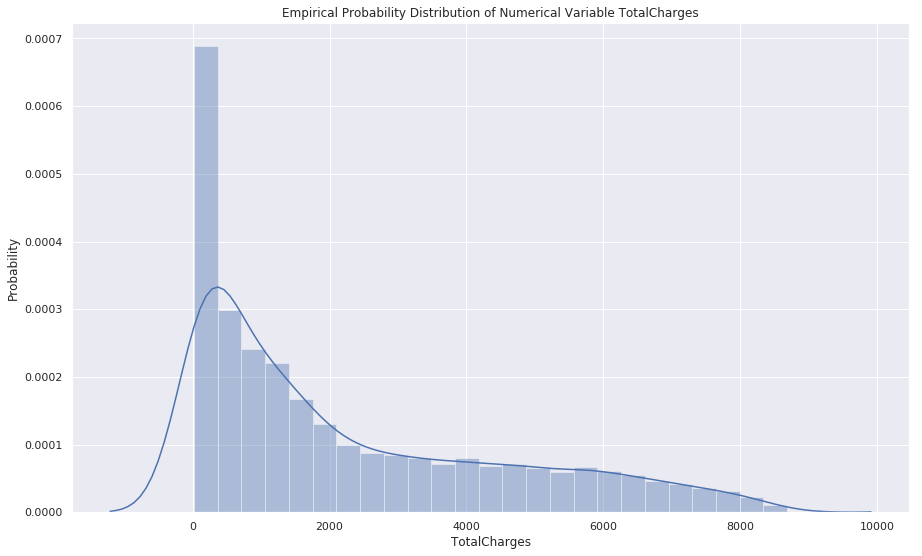 Empirical Probability Distribution of Numerical Variable TotalCharges
0.0007
0.0006
0.0005
0.0004
0.0003
0.0002
0.0001
0.0000
Probability
0 2000 4000 6000 8000 10000
TotalCharges